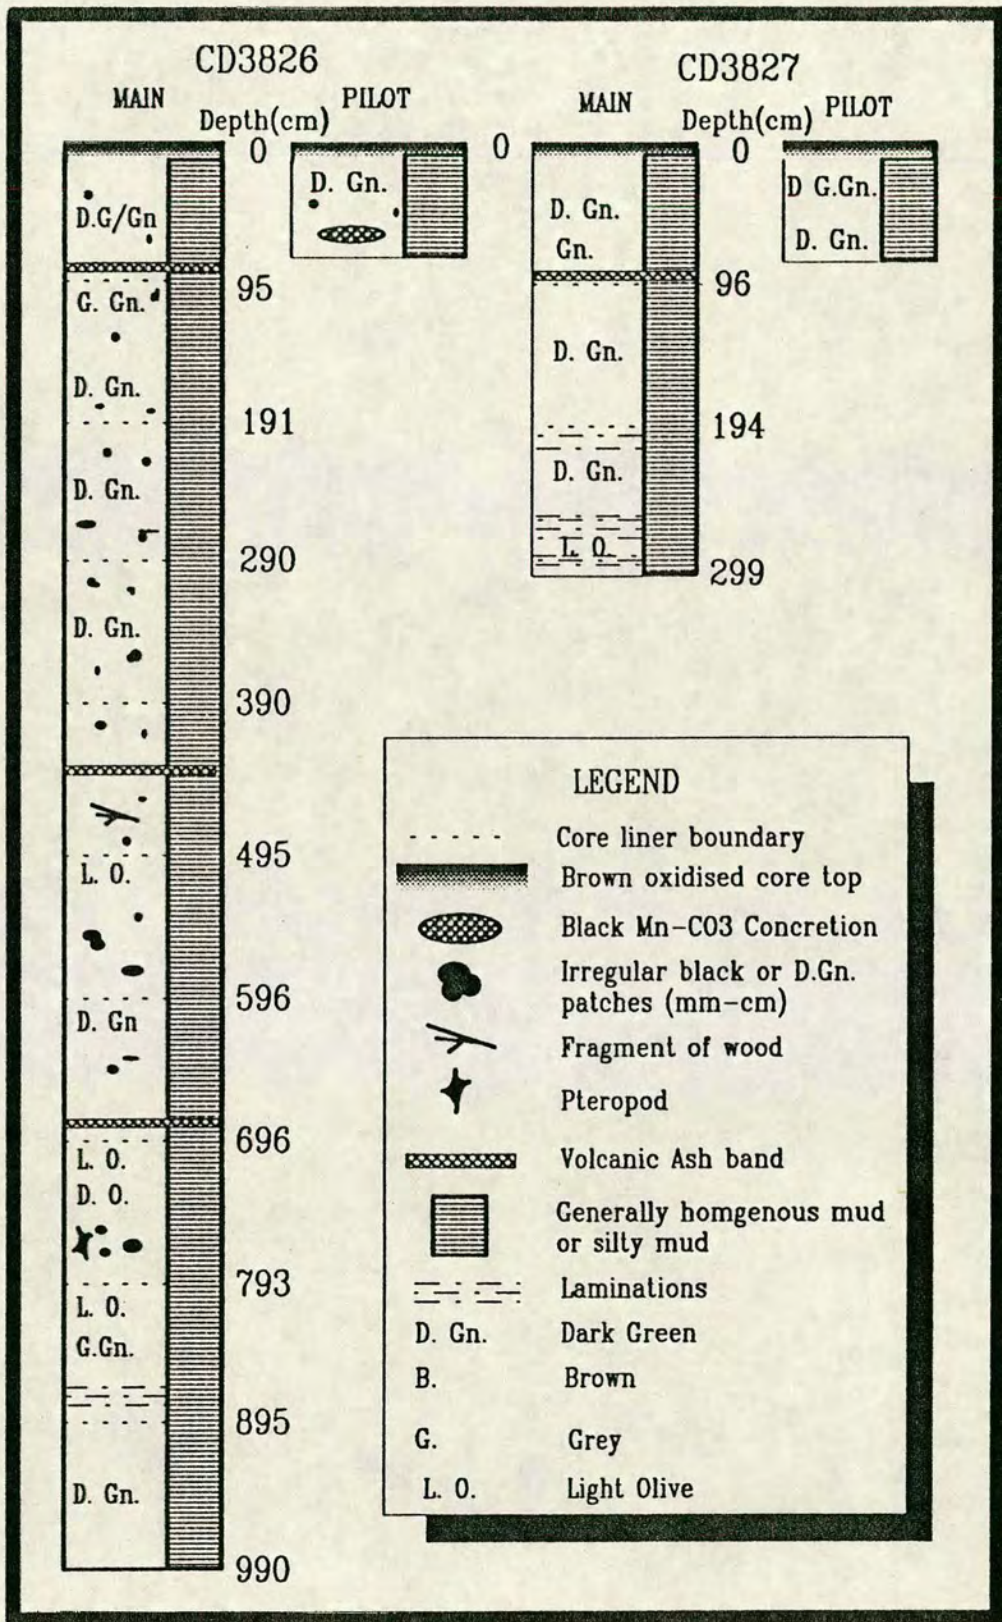 CD3826
MAIN
Depth(cm)
PILOT
0
D.G/Gn
D. Gn.
95
G. Gn.
D. Gn.
191
D. Gn.
290
D. Gn.
390
495
L. O.
596
D. Gn
696
L. O.
D. O.
793
L. O.
G.Gn.
895
D. Gn.
990
CD3827
MAIN
Depth(cm)
PILOT
0
0
D. Gn.
Gn.
D G.Gn.
D. Gn.
96
D. Gn.
194
D. Gn.
L. O.
299
LEGEND
Core liner boundary
Brown oxidised core top
Black Mn-CO3 Concretion
Irregular black or D.Gn.
patches (mm-cm)
Fragment of wood
Pteropod
Volcanic Ash band
Generally homgenous mud
or silty mud
Laminations
D. Gn. Dark Green
B. Brown
G. Grey
L. O. Light Olive